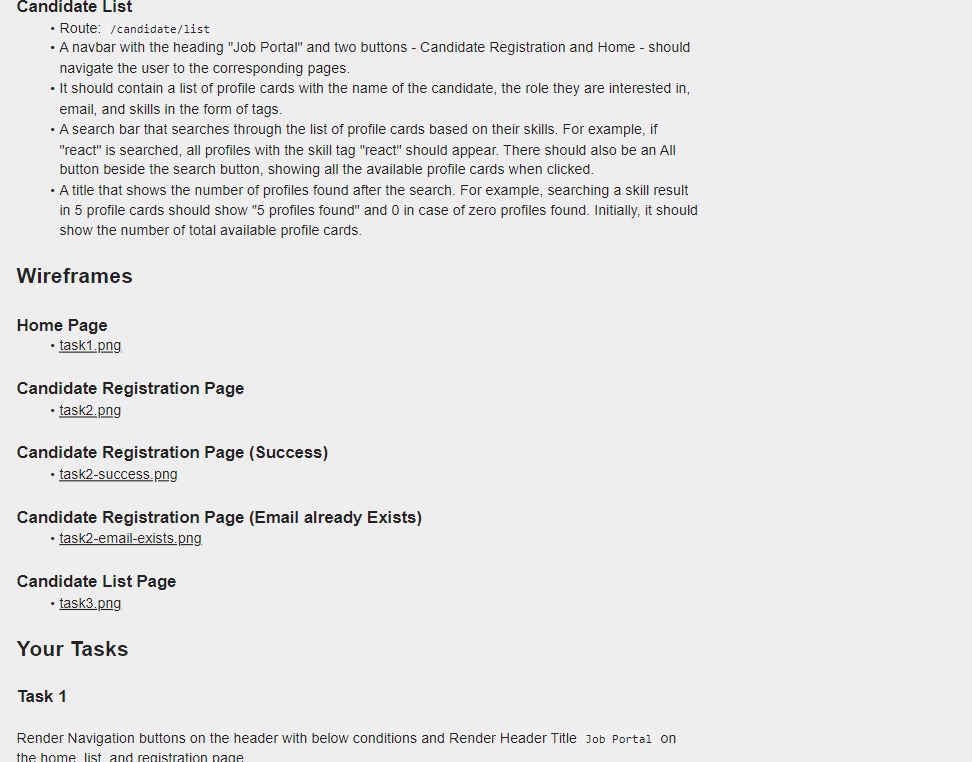 Candidate List
• Route: /candidate/list
• A navbar with the heading "Job Portal" and two buttons - Candidate Registration and Home - should
navigate the user to the corresponding pages.
• It should contain a list of profile cards with the name of the candidate, the role they are interested in,
email, and skills in the form of tags.
• A search bar that searches through the list of profile cards based on their skills. For example, if
"react" is searched, all profiles with the skill tag "react" should appear. There should also be an All
button beside the search button, showing all the available profile cards when clicked.
• A title that shows the number of profiles found after the search. For example, searching a skill result
in 5 profile cards should show "5 profiles found" and 0 in case of zero profiles found. Initially, it should
show the number of total available profile cards.
Wireframes
Home Page
• task1.png
Candidate Registration Page
• task2.png
Candidate Registration Page (Success)
• task2-success.png
Candidate Registration Page (Email already Exists)
• task2-email-exists.png
Candidate List Page
• task3.png
Your Tasks
Task 1
Render Navigation buttons on the header with below conditions and Render Header Title Job Portal on
the home, list, and registration page